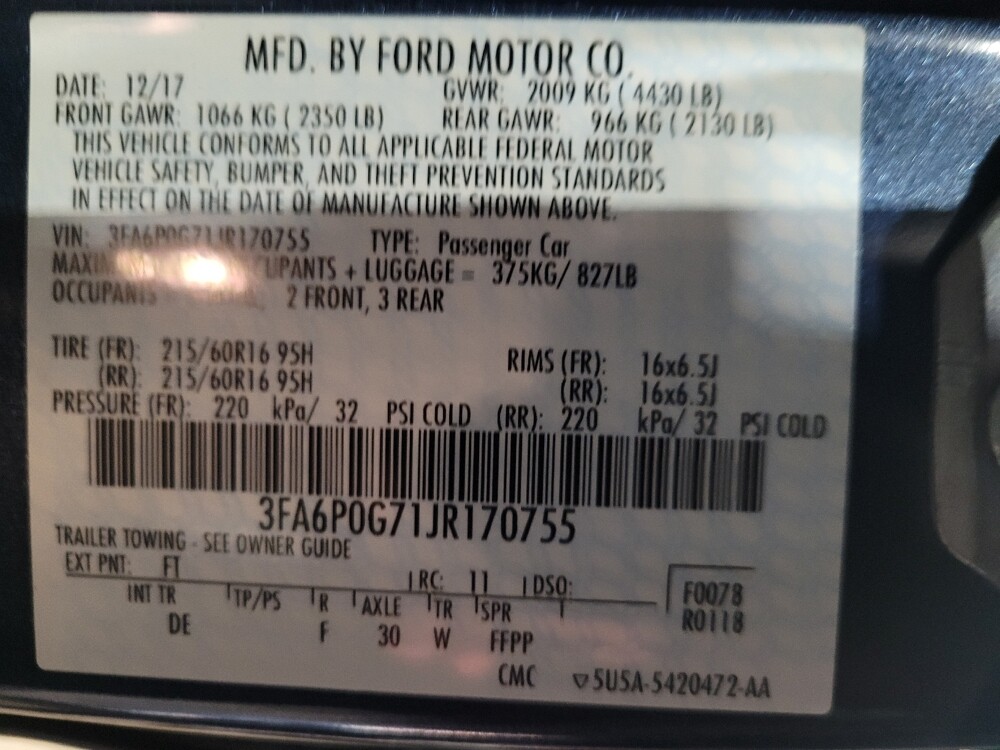 MFD. BY FORD MOTOR CO.
DATE: 12/17 GVWR: 2009 KG ( 4430 LB)
FRONT GAWR: 1066 KG ( 2350 LB) REAR GAWR: 966 KG ( 2130 LB)
THIS VEHICLE CONFORMS TO ALL APPLICABLE FEDERAL MOTOR
VEHICLE SAFETY, BUMPER, AND THEFT PREVENTION STANDARDS
IN EFFECT ON THE DATE OF MANUFACTURE SHOWN ABOVE.
VIN: 3FA6P0G71JR170755 TYPE: Passenger Car
+ LUGGAGE = 375KG/ 827LB
OCCUPANTS 2 FRONT, 3 REAR
TIRE (FR): 215/60R16 95H RIMS (FR): 16x6.5J
(RR): 215/60R16 95H (RR): 16x6.5J
PRESSURE (FR): 220 kPa/ 32 PSI COLD (RR): 220 kPa/ 32 PSI COLD
3FA6P0G71JR170755
TRAILER TOWING - SEE OWNER GUIDE
EXT PNT: FT RC: 11 DSO: F0078
INT TR TP/PS R AXLE TR SPR R0118
DE F 30 W FFPP
CMC ▽5U5A-5420472-AA